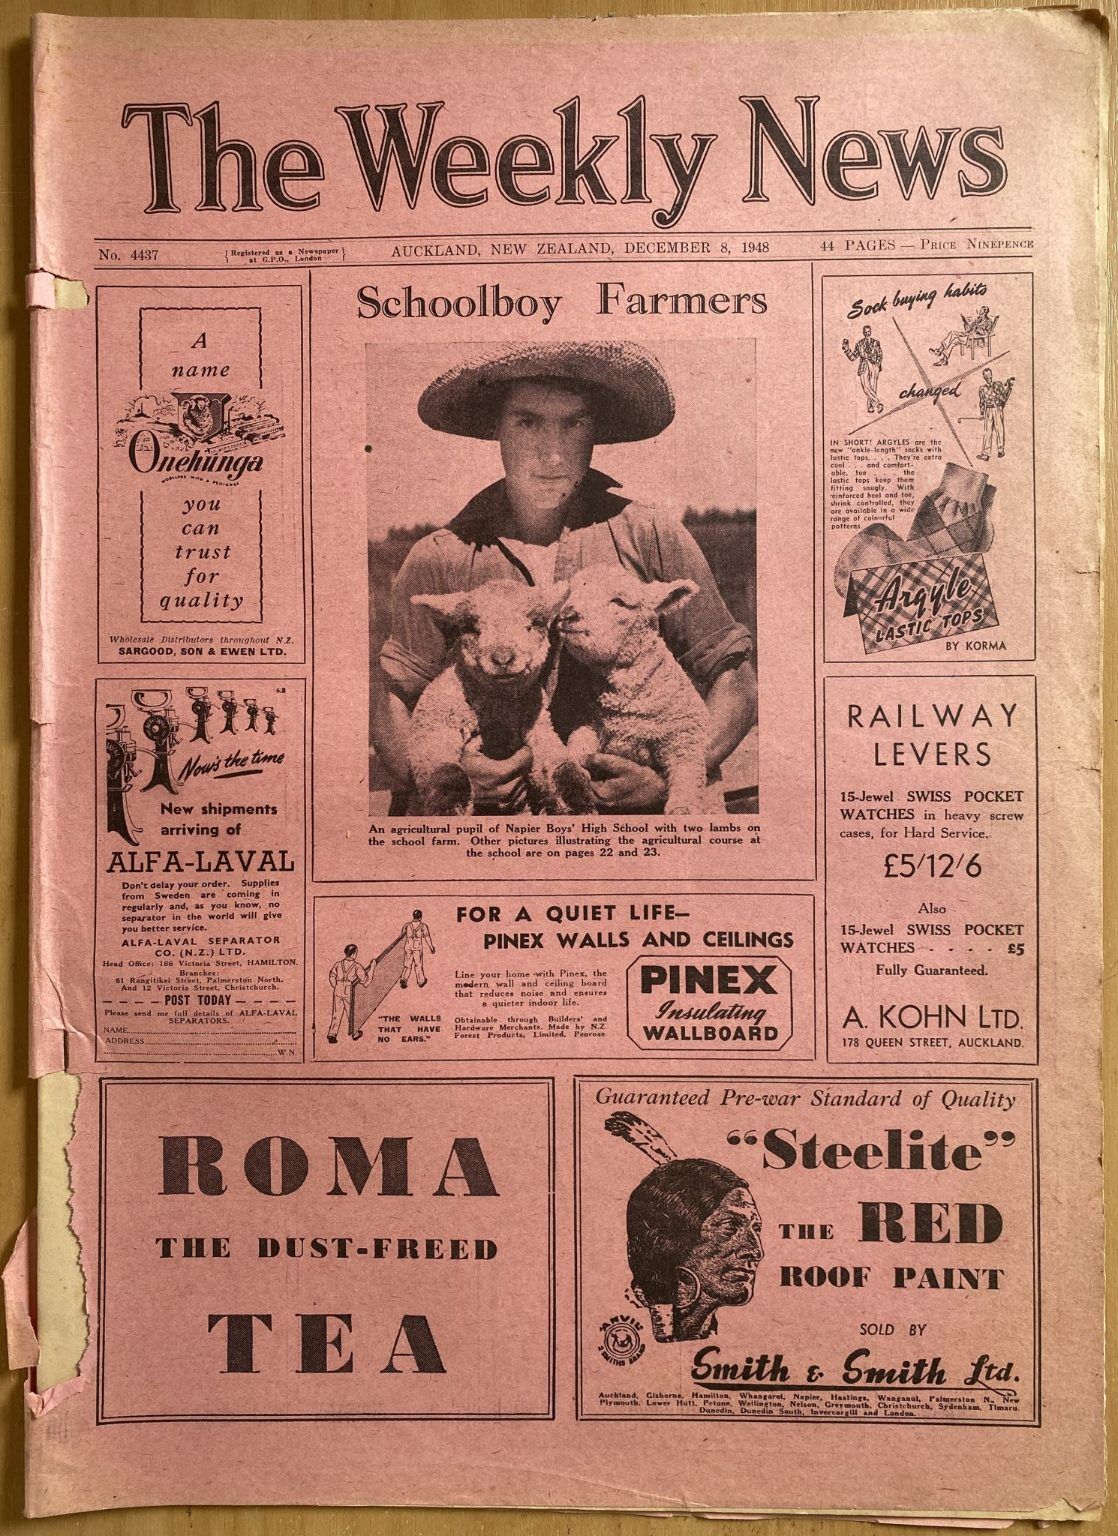 The Weekly News
No. 4437
{Registered as a Newspaper
at G.P.O., London}
AUCKLAND, NEW ZEALAND, DECEMBER 8, 1948
44 PAGES — PRICE NINEPENCE
A
name
Onehunga
WOOLLENS WITH A PEDIGREE
you
can
trust
for
quality
Wholesale Distributors throughout N.Z.
SARGOOD, SON & EWEN LTD.
6.8
Now's the time
New shipments
arriving of
ALFA-LAVAL
Don't delay your order. Supplies
from Sweden are coming in
regularly and, as you know, no
separator in the world will give
you better service.
ALFA-LAVAL SEPARATOR
CO. (N.Z.) LTD.
Head Office: 166 Victoria Street, HAMILTON.
Branches:
61 Rangitikei Street, Palmerston North.
And 12 Victoria Street, Christchurch.
POST TODAY
Please send me full details of ALFA-LAVAL
SEPARATORS.
NAME
ADDRESS
W N
Schoolboy Farmers
An agricultural pupil of Napier Boys' High School with two lambs on
the school farm. Other pictures illustrating the agricultural course at
the school are on pages 22 and 23.
FOR A QUIET LIFE—
PINEX WALLS AND CEILINGS
Line your home with Pinex, the
modern wall and ceiling board
that reduces noise and ensures
a quieter indoor life.
"THE WALLS
THAT HAVE
NO EARS."
Obtainable through Builders' and
Hardware Merchants. Made by N.Z.
Forest Products, Limited, Penrose
PINEX
Insulating
WALLBOARD
Sock buying habits
changed
IN SHORT! ARGYLES are the
new "ankle-length" socks with
lastic tops. . . . They're extra
cool . . . and comfort-
able, too . . . the
lastic tops keep them
fitting snugly. With
reinforced heel and toe,
shrink controlled, they
are available in a wide
range of colourful
patterns.
Argyle
LASTIC TOPS
BY KORMA
RAILWAY
LEVERS
15-Jewel SWISS POCKET
WATCHES in heavy screw
cases, for Hard Service.
£5/12/6
Also
15-Jewel SWISS POCKET
WATCHES - - - - £5
Fully Guaranteed.
A. KOHN LTD.
178 QUEEN STREET, AUCKLAND.
ROMA
THE DUST-FREED
TEA
Guaranteed Pre-war Standard of Quality
"Steelite"
THE RED
ROOF PAINT
SOLD BY
ANVIL
2 SMITHS BRAND
Smith & Smith Ltd.
Auckland, Gisborne, Hamilton, Whangarei, Napier, Hastings, Wanganui, Palmerston N., New
Plymouth, Lower Hutt, Petone, Wellington, Nelson, Greymouth, Christchurch, Sydenham, Timaru,
Dunedin, Dunedin South, Invercargill and London.